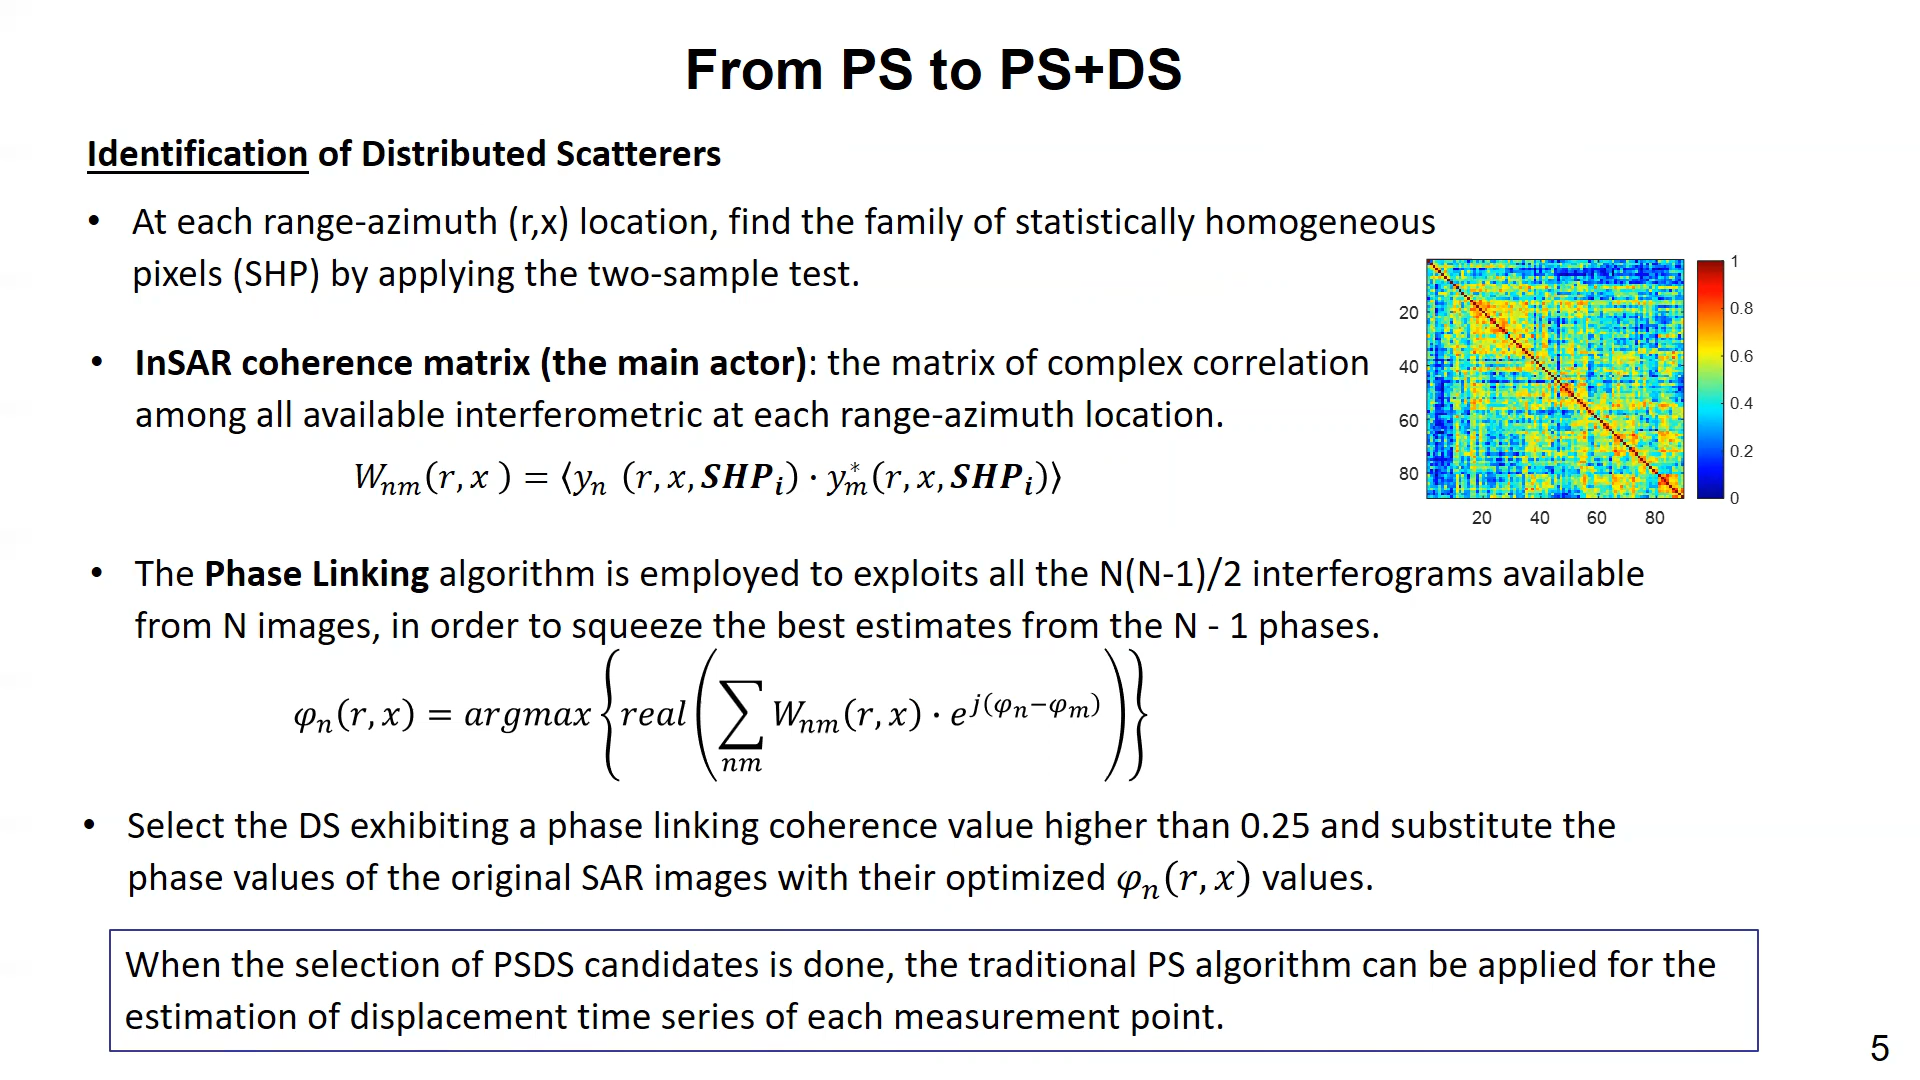 From PS to PS+DS
Identification of Distributed Scatterers
• At each range-azimuth (r,x) location, find the family of statistically homogeneous
pixels (SHP) by applying the two-sample test.
• InSAR coherence matrix (the main actor): the matrix of complex correlation
among all available interferometric at each range-azimuth location.
W_{nm}(r, x ) = ⟨y_n (r, x, SHP_i) · y_m^*(r, x, SHP_i)⟩
1
0.8
0.6
0.4
0.2
0
20
40
60
80
20 40 60 80
• The Phase Linking algorithm is employed to exploits all the N(N-1)/2 interferograms available
from N images, in order to squeeze the best estimates from the N - 1 phases.
φ_n(r, x) = argmax {real (∑_{nm} W_{nm}(r, x) · e^{j(φ_n−φ_m)})}
• Select the DS exhibiting a phase linking coherence value higher than 0.25 and substitute the
phase values of the original SAR images with their optimized φ_n(r, x) values.
When the selection of PSDS candidates is done, the traditional PS algorithm can be applied for the
estimation of displacement time series of each measurement point.
5